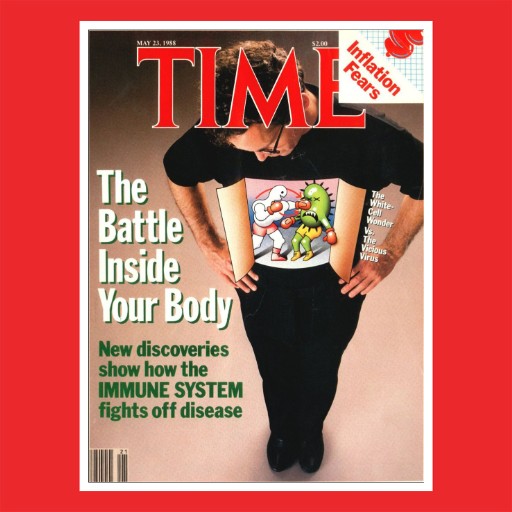 MAY 23, 1988
$2.00
TIME
Inflation
Fears
The
Battle
Inside
Your Body
The
White-
Cell
Wonder
Vs.
The
Vicious
Virus
New discoveries
show how the
IMMUNE SYSTEM
fights off disease